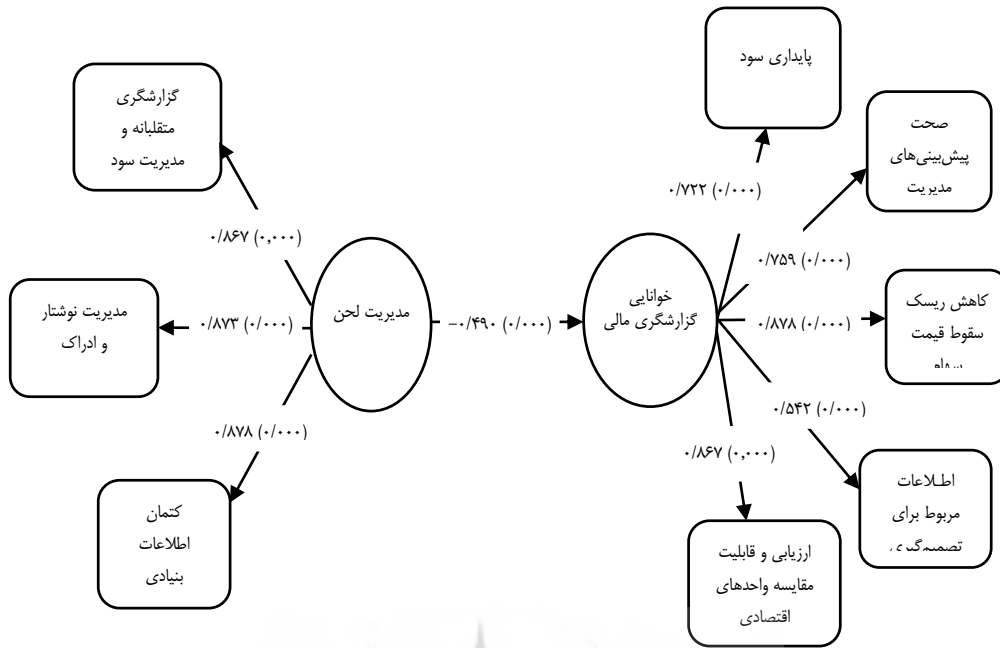 پایداری سود
گزارشگری
متقلبانه و
مدیریت سود
صحت
پیش‌بینی‌های
مدیریت
۰/۷۲۲ (۰/۰۰۰)
۰/۸۶۷ (۰,۰۰۰)
۰/۷۵۹ (۰/۰۰۰)
مدیریت نوشتار
و ادراک
۰/۸۷۳ (۰/۰۰۰)
مدیریت لحن
-۰/۴۹۰ (۰/۰۰۰)
خوانایی
گزارشگری مالی
۰/۸۷۸ (۰/۰۰۰)
کاهش ریسک
سقوط قیمت
سهام
۰/۸۷۸ (۰/۰۰۰)
۰/۵۴۲ (۰/۰۰۰)
۰/۸۶۷ (۰,۰۰۰)
کتمان
اطلاعات
بنیادی
اطلاعات
مربوط برای
تصمیم‌گیری
ارزیابی و قابلیت
مقایسه واحدهای
اقتصادی